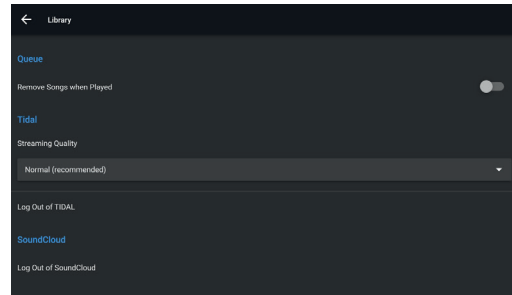 Library
Queue
Remove Songs when Played
Tidal
Streaming Quality
Normal (recommended)
Log Out of TIDAL
SoundCloud
Log Out of SoundCloud